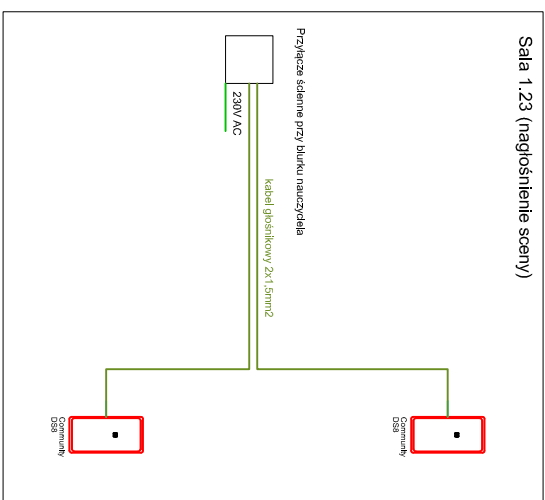 Sala 1.23 (nagłośnienie sceny)
Przyłącze ścienne przy biurku nauczyciela
230V AC
kabel głośnikowy 2x1,5mm2
Community
DS8
Community
DS8